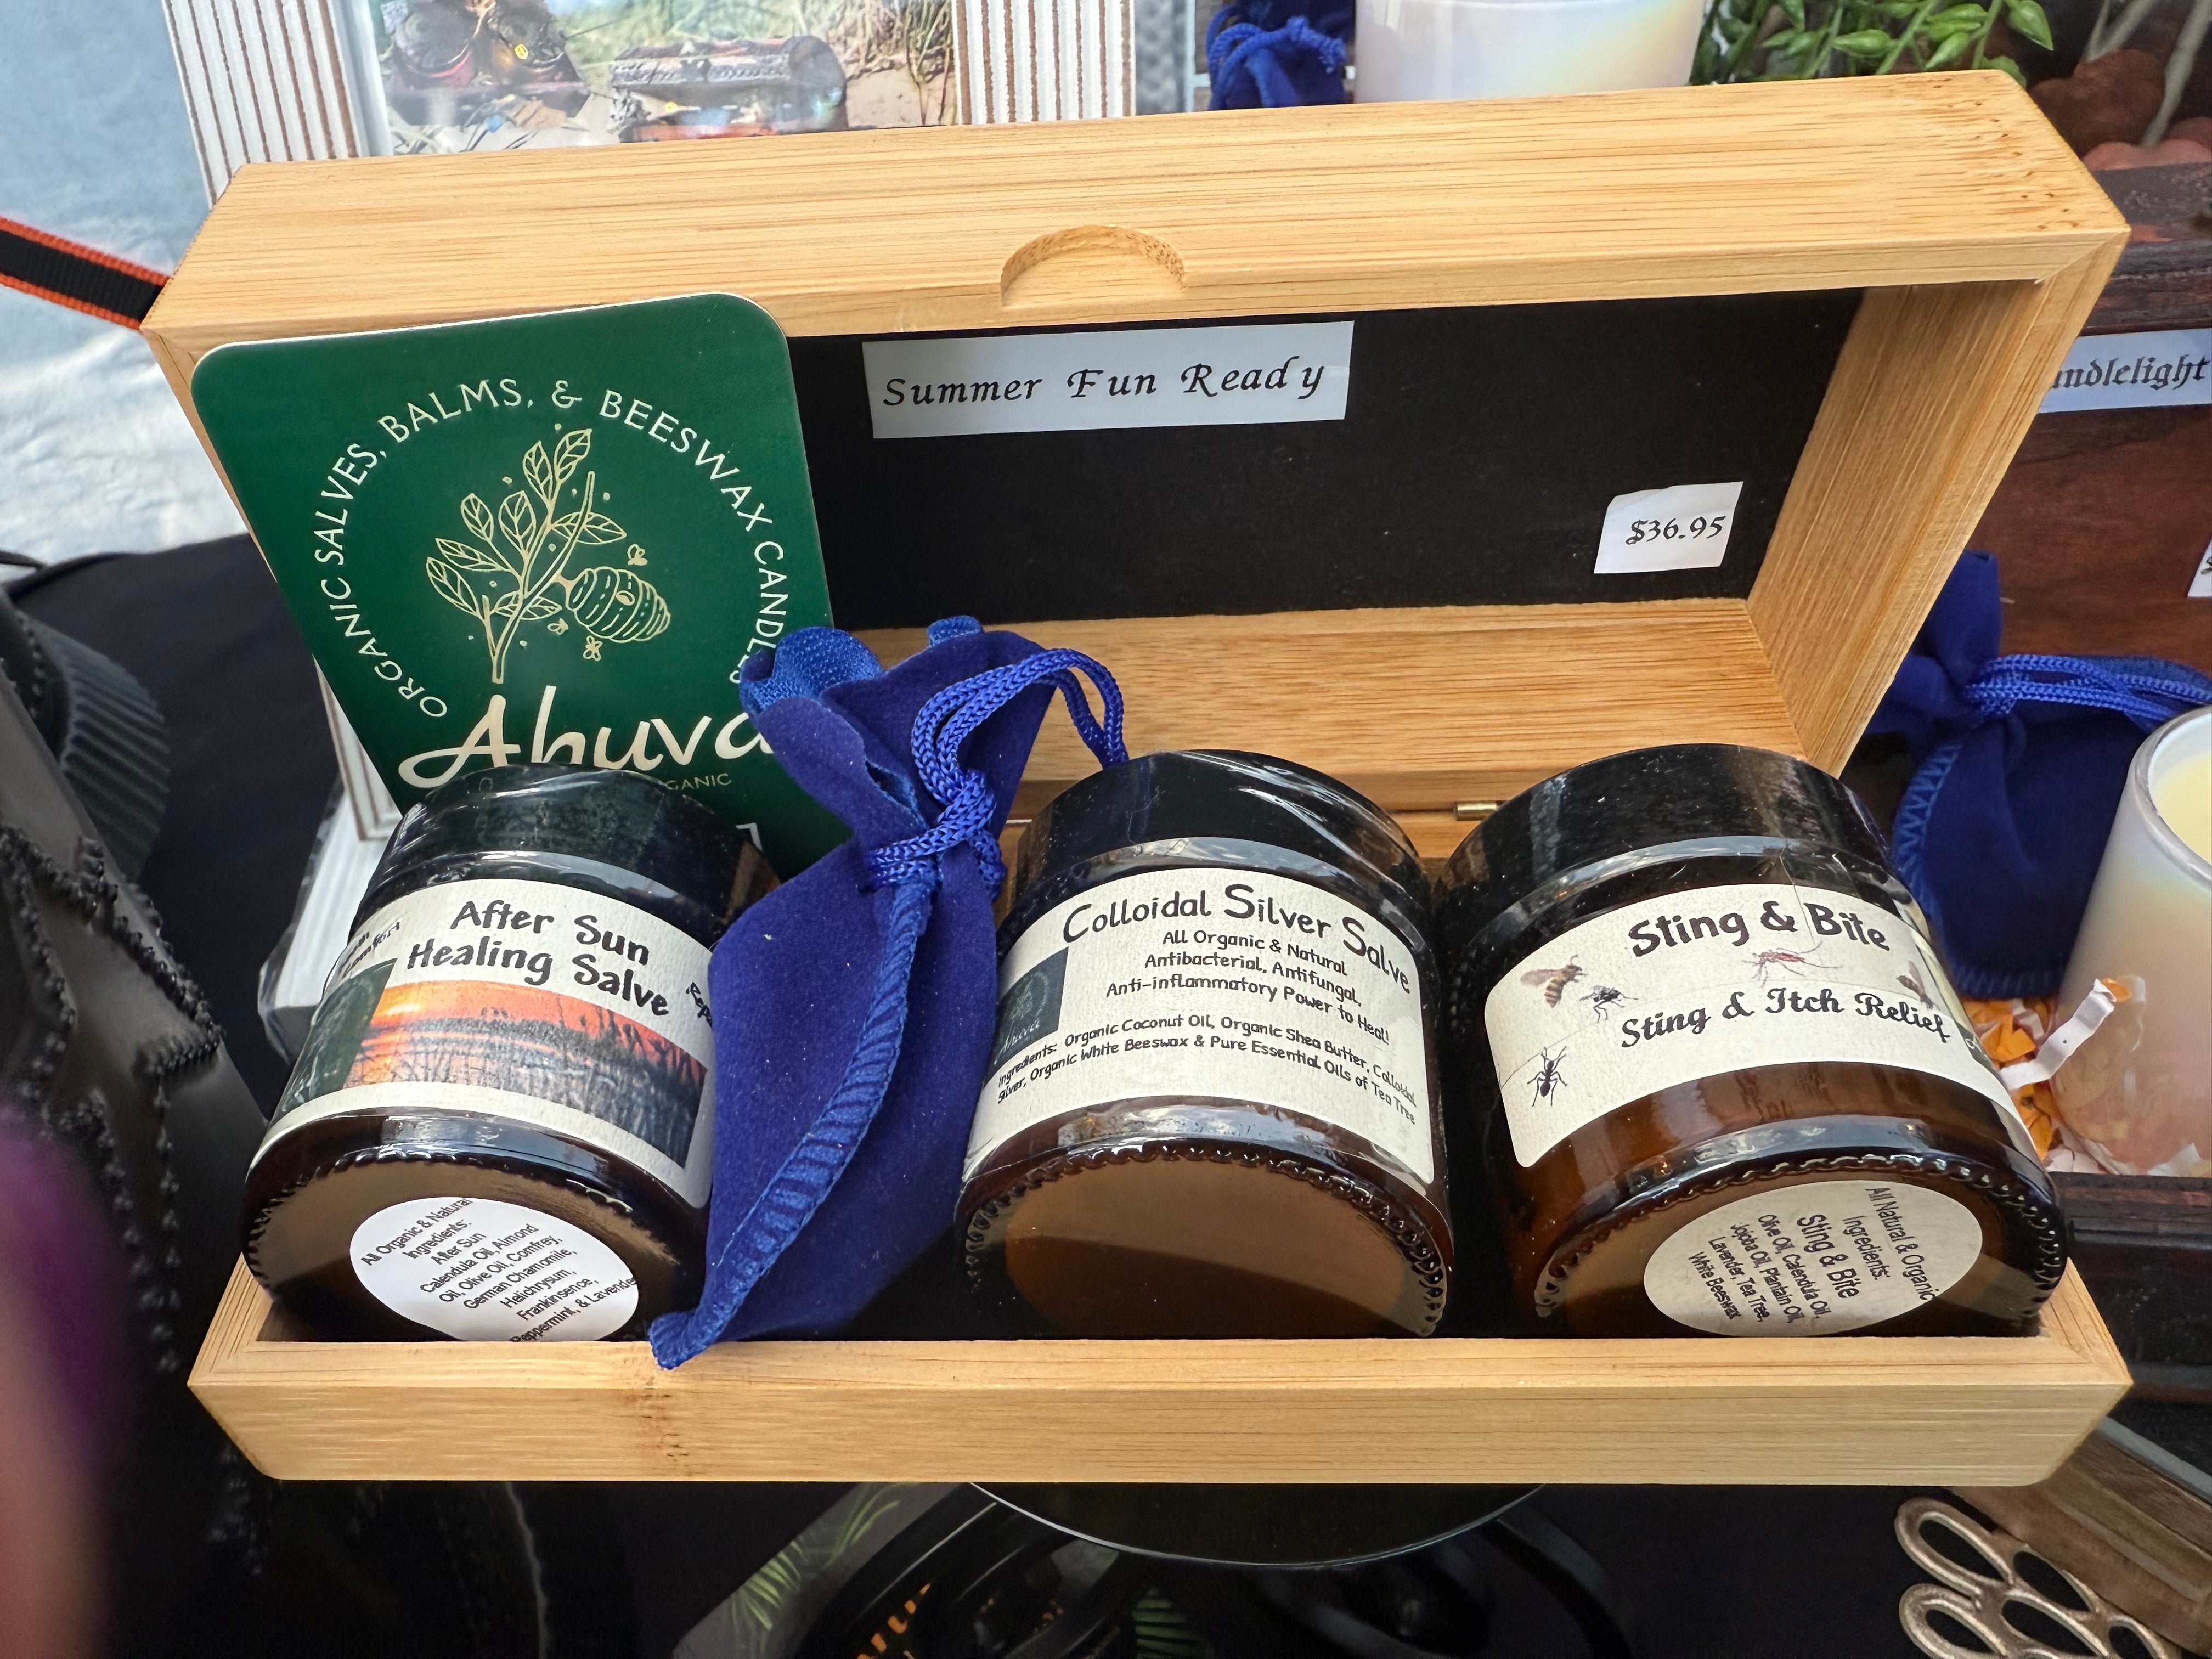 Summer Fun Ready
$36.95
ndlelight
ORGANIC SALVES, BALMS, & BEESWAX CANDLES
Ahuva
After Sun
Healing Salve
All Organic & Natural
Ingredients:
After Sun
Calendula Oil, Almond
Oil, Olive Oil, Comfrey,
German Chamomile,
Helichrysum,
Frankinsence,
Peppermint, & Lavender
Colloidal Silver Salve
All Organic & Natural
Antibacterial, Antifungal,
Anti-inflammatory Power to Heal!
Ahuva
Ingredients: Organic Coconut Oil, Organic Shea Butter, Colloidal
Silver, Organic White Beeswax & Pure Essential Oils of Tea Tree
Sting & Bite
Sting & Itch Relief
All Natural & Organic
Ingredients:
Sting & Bite
Olive Oil, Calendula Oil,
Jojoba Oil, Plantain Oil,
Lavender, Tea Tree,
White Beeswax